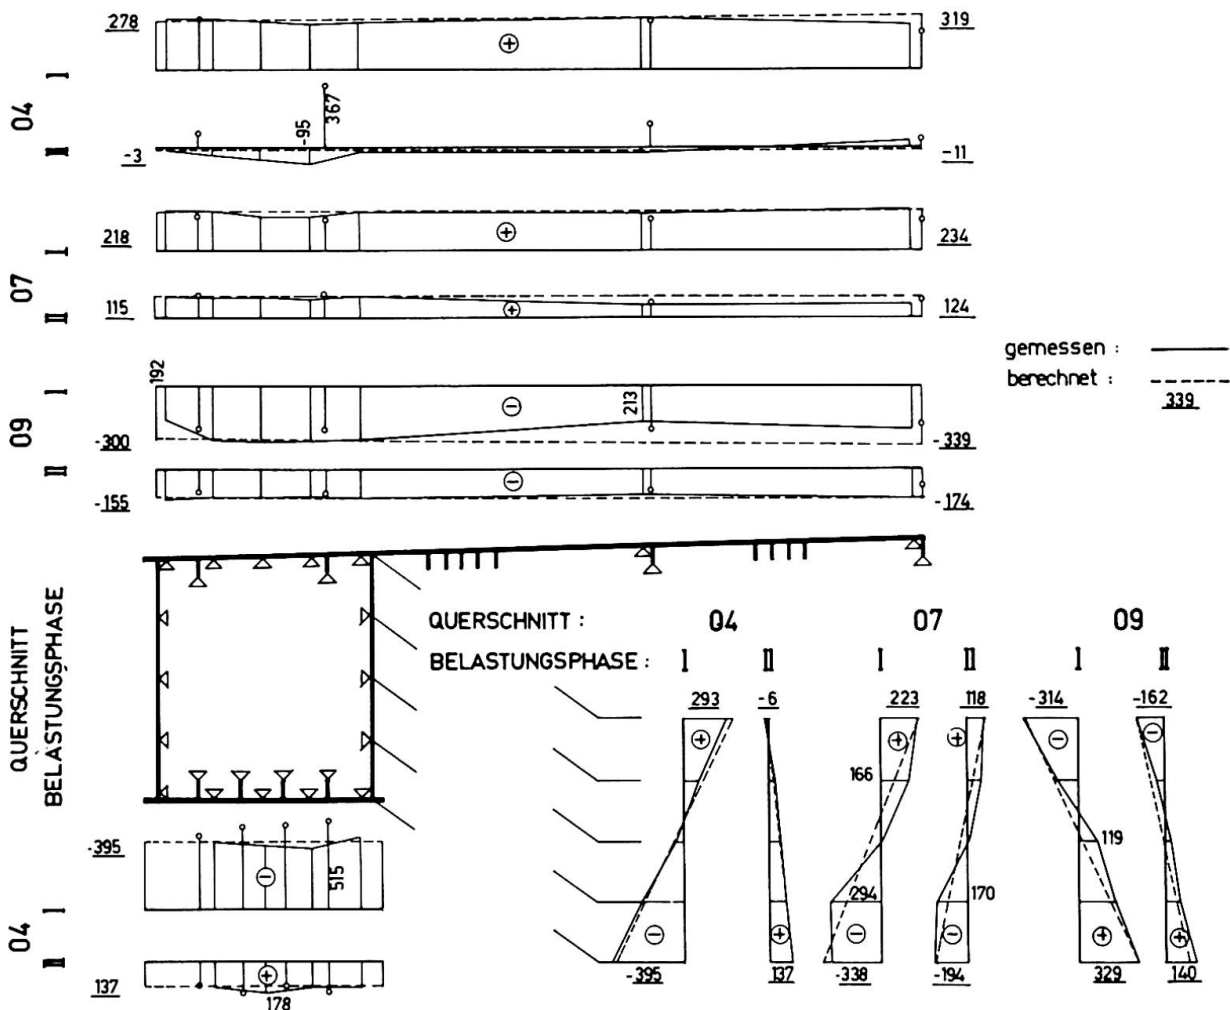 278 319
I
04
-95 367
II
-3 -11
218 234
I
07
115 124
II
gemessen :
berechnet :
339
192
I
213
09
-300 -339
II
-155 -174
QUERSCHNITT
BELASTUNGSPHASE
QUERSCHNITT : 04 07 09
BELASTUNGSPHASE : I II I II I II
293 -6 223 118 -314 -162
166
119
294 170
-395 137 -338 -194 329 140
-395
515
I
04
II
137
178